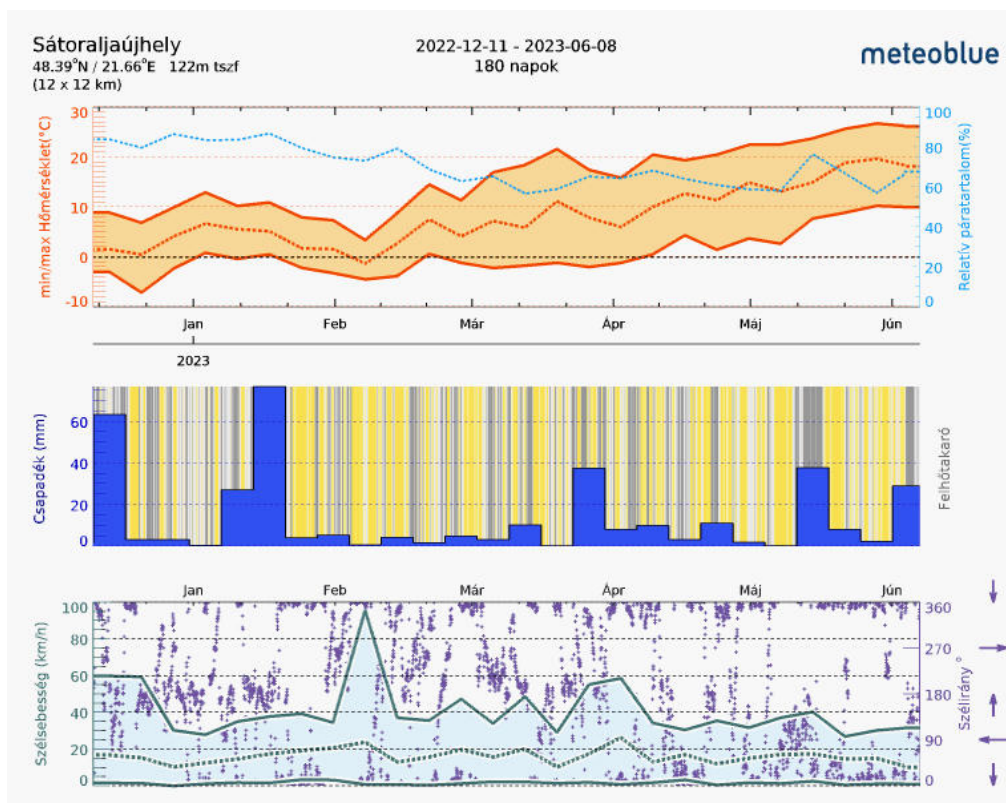 Sátoraljaújhely
48.39°N / 21.66°E 122m tszf
(12 x 12 km)
2022-12-11 - 2023-06-08
180 napok
meteoblue
min/max Hőmérséklet(°C)
30
20
10
0
-10
100
80
60
40
20
0
Relatív páratartalom(%)
Jan Feb Már Ápr Máj Jún
2023
Csapadék (mm)
60
40
20
0
Felhőtakaró
Jan Feb Már Ápr Máj Jún
Szélsebesség (km/h)
100
80
60
40
20
0
360
270
180
90
0
Szélirány °